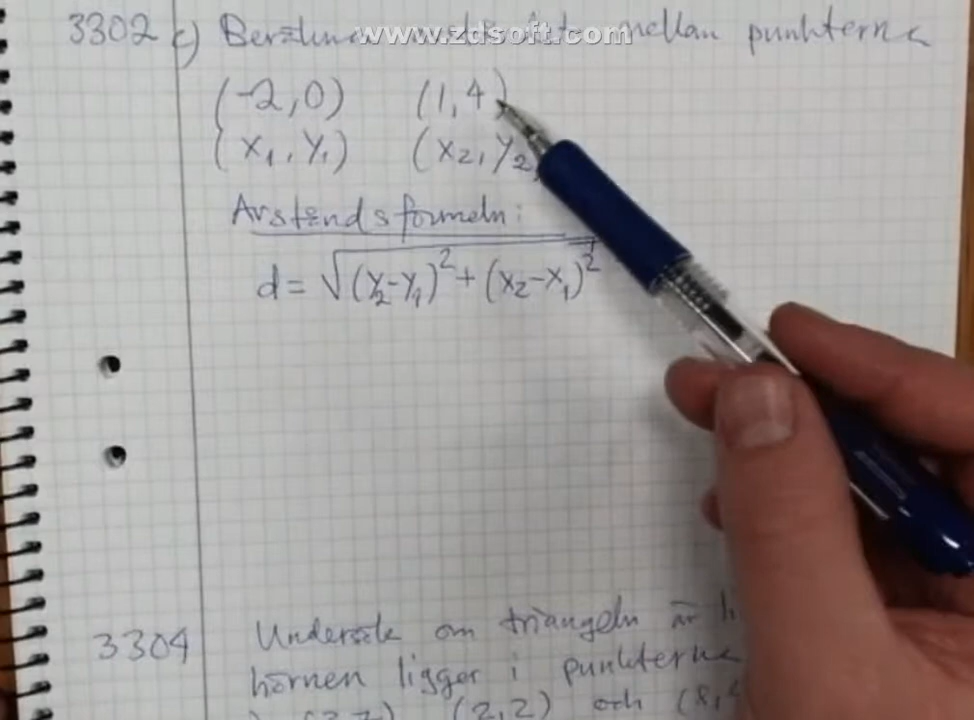 www.zdsoft.com
3302 c) Beräkna avståndet mellan punkterna
(-2,0) (1,4)
(x₁,y₁) (x₂,y₂
Avståndsformeln:
d = √(y₂-y₁)² + (x₂-x₁)²
3304 Undersök om triangeln är
hörnen ligger i punkterna
(2,2) och (8,